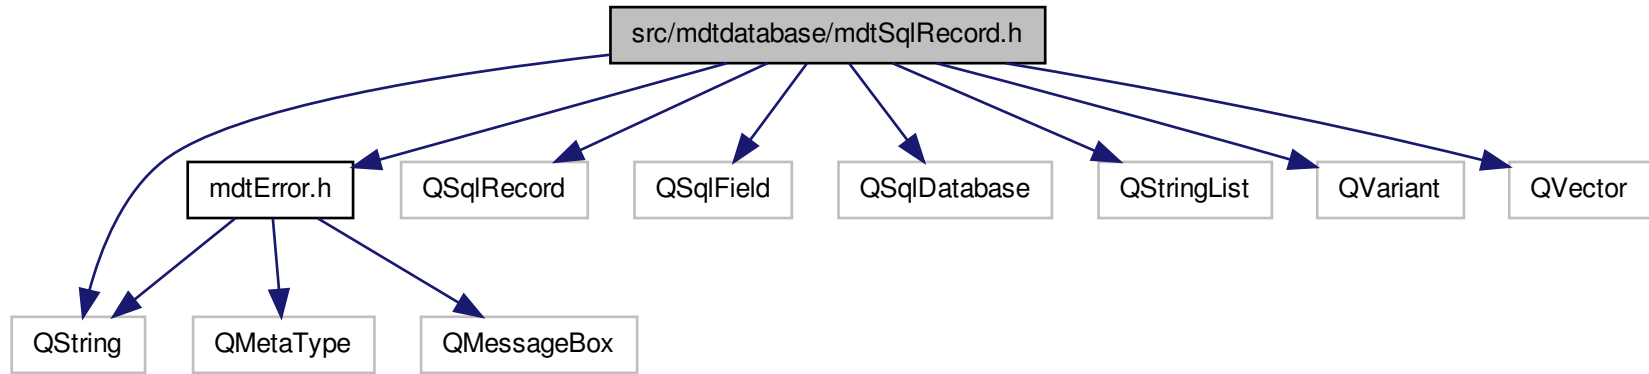 src/mdtdatabase/mdtSqlRecord.h
mdtError.h
QSqlRecord
QSqlField
QSqlDatabase
QStringList
QVariant
QVector
QString
QMetaType
QMessageBox